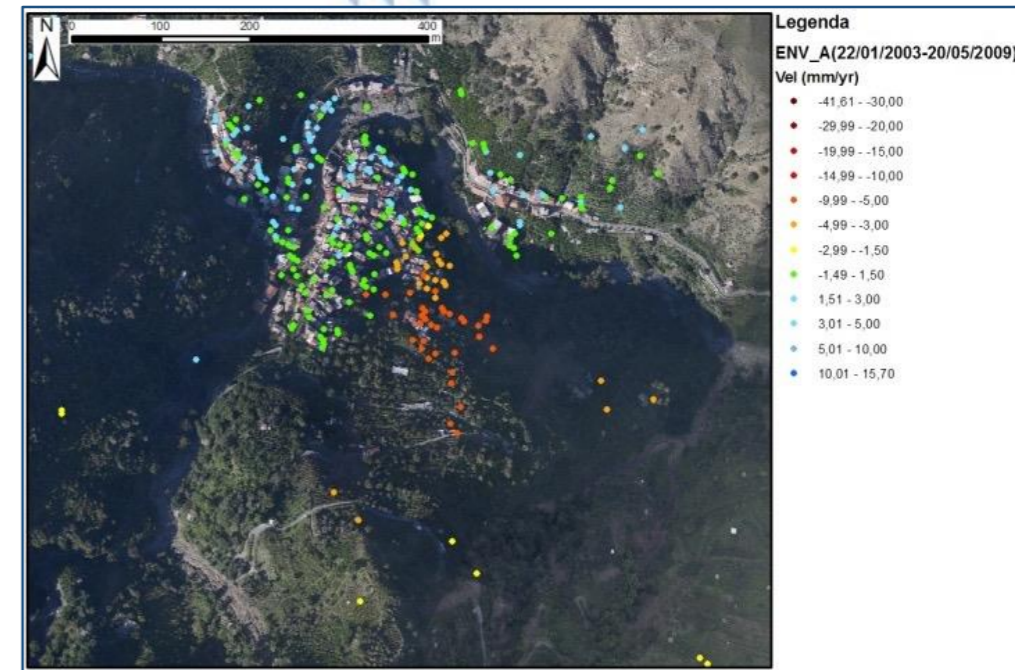 N
0 100 200 400
m
Legenda
ENV_A(22/01/2003-20/05/2009)
Vel (mm/yr)
-41,61 - -30,00
-29,99 - -20,00
-19,99 - -15,00
-14,99 - -10,00
-9,99 - -5,00
-4,99 - -3,00
-2,99 - -1,50
-1,49 - 1,50
1,51 - 3,00
3,01 - 5,00
5,01 - 10,00
10,01 - 15,70